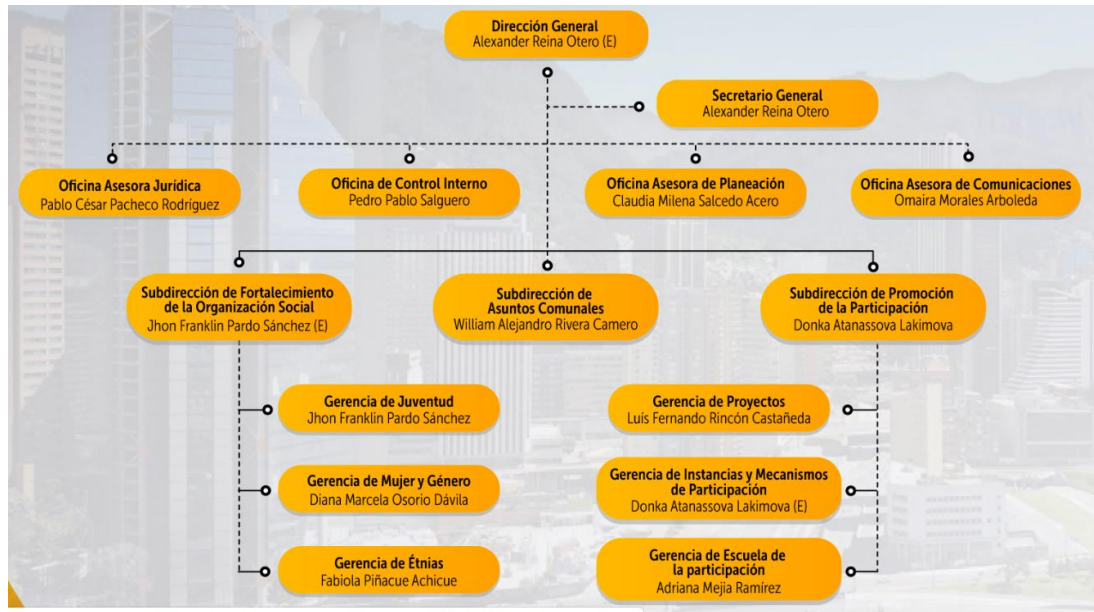 Dirección General
Alexander Reina Otero (E)
Secretario General
Alexander Reina Otero
Oficina Asesora Jurídica
Pablo César Pacheco Rodríguez
Oficina de Control Interno
Pedro Pablo Salguero
Oficina Asesora de Planeación
Claudia Milena Salcedo Acero
Oficina Asesora de Comunicaciones
Omaira Morales Arboleda
Subdirección de Fortalecimiento
de la Organización Social
Jhon Franklin Pardo Sánchez (E)
Subdirección de
Asuntos Comunales
William Alejandro Rivera Camero
Subdirección de Promoción
de la Participación
Donka Atanassova Lakimova
Gerencia de Juventud
Jhon Franklin Pardo Sánchez
Gerencia de Proyectos
Luís Fernando Rincón Castañeda
Gerencia de Mujer y Género
Diana Marcela Osorio Dávila
Gerencia de Instancias y Mecanismos
de Participación
Donka Atanassova Lakimova (E)
Gerencia de Étnias
Fabiola Piñacue Achicue
Gerencia de Escuela de
la participación
Adriana Mejia Ramírez